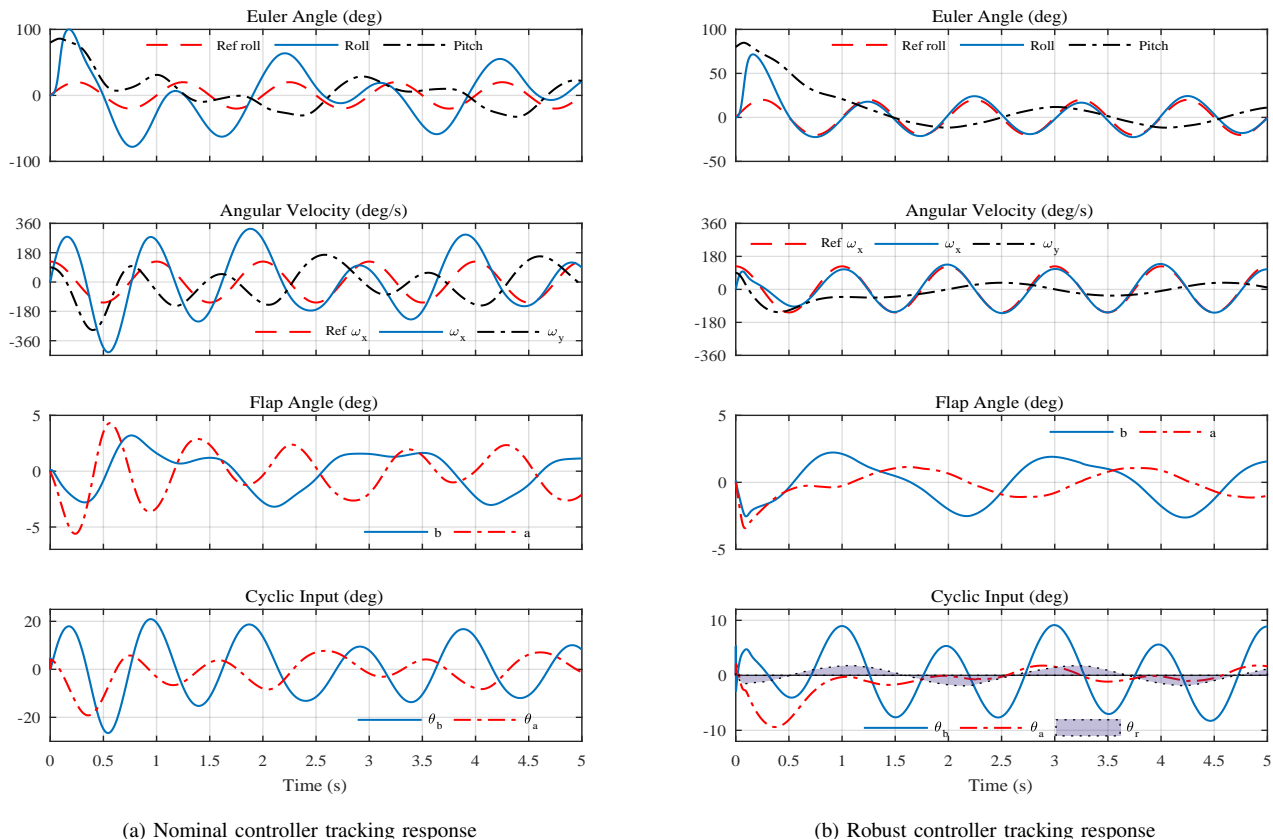 Euler Angle (deg)
100
0
-100
Ref roll Roll Pitch
Angular Velocity (deg/s)
360
180
0
-180
-360
Ref ωx ωx ωy
Flap Angle (deg)
5
0
-5
b a
Cyclic Input (deg)
20
0
-20
θb θa
0 0.5 1 1.5 2 2.5 3 3.5 4 4.5 5
Time (s)
(a) Nominal controller tracking response
Euler Angle (deg)
100
50
0
-50
Ref roll Roll Pitch
Angular Velocity (deg/s)
360
180
0
-180
-360
Ref ωx ωx ωy
Flap Angle (deg)
5
0
-5
b a
Cyclic Input (deg)
10
0
-10
θb θa θr
0 0.5 1 1.5 2 2.5 3 3.5 4 4.5 5
Time (s)
(b) Robust controller tracking response